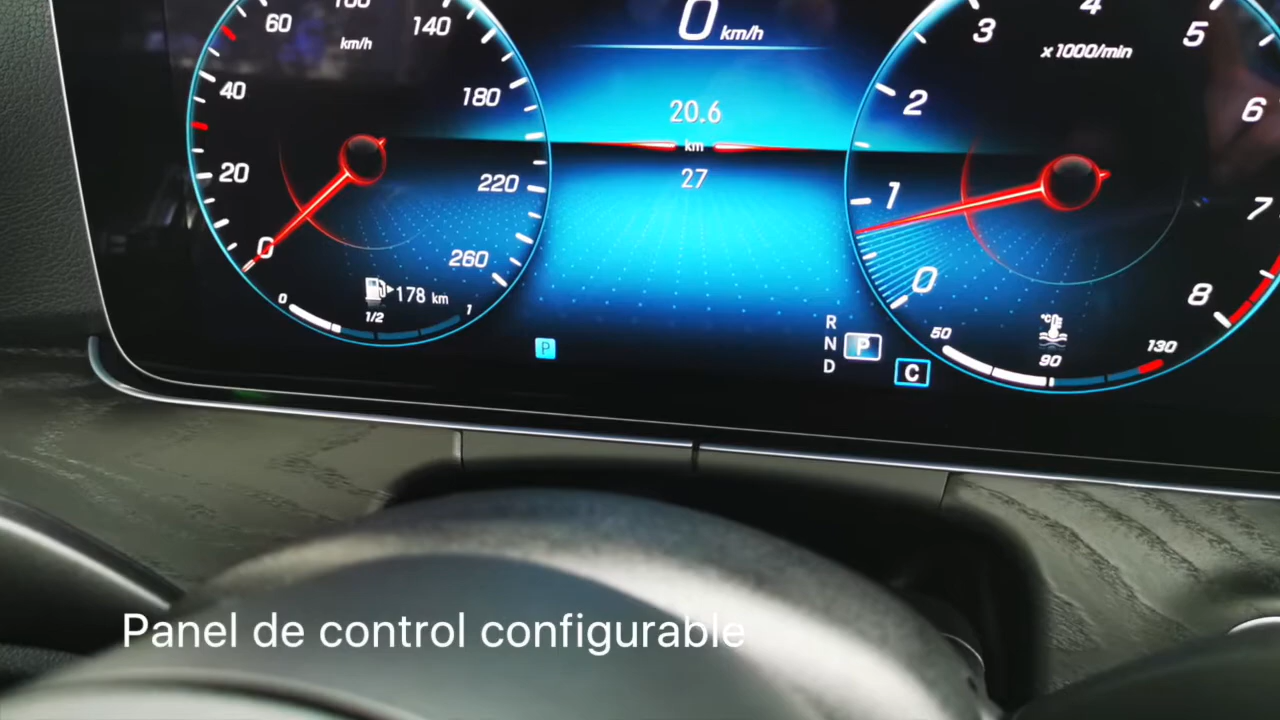 0 km/h
20.6
km
27
100
60
140
km/h
40
180
20
220
0
260
178 km
0
1/2
1
4
3
5
x1000/min
2
6
1
7
0
8
50
90
130
°C
R
N
D
P
P
C
Panel de control configurable